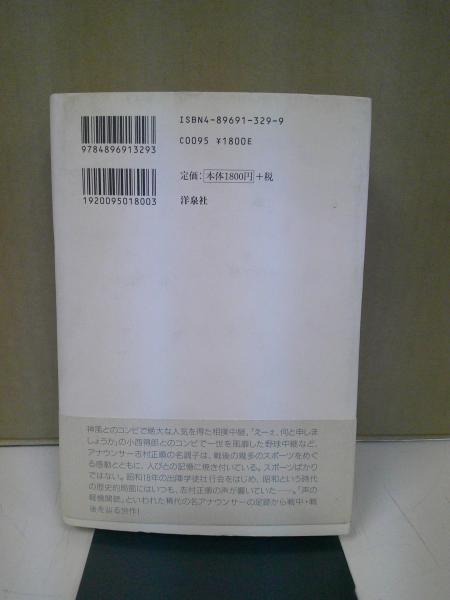 ISBN4-89691-329-9
C0095 ¥1800E
9784896913293
定価:本体1800円+税
1920095018003
洋泉社
神風とのコンビで絶大な人気を得た相撲中継、「えーェ、何と申しま
しょうか」の小西得郎とのコンビで一世を風靡した野球中継など、
アナウンサー志村正順の名調子は、戦後の幾多のスポーツをめぐ
る感動とともに、人びとの記憶に焼き付いている。スポーツばかり
ではない。昭和18年の出陣学徒壮行会をはじめ、昭和という時代
の歴史的局面にはいつも、志村正順の声が響いていた――。「声の
機関銃」といわれた稀代の名アナウンサーの足跡から戦中・戦
後を辿る労作!